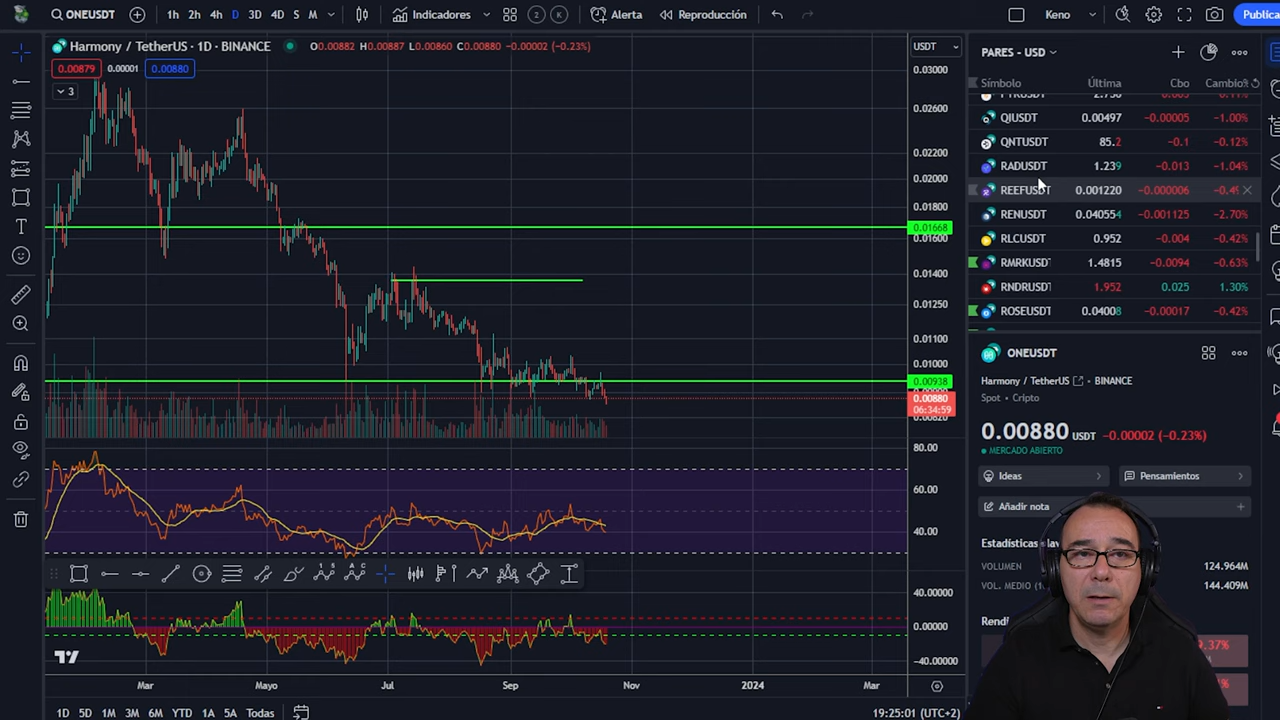 ONEUSDT 1h 2h 4h D 3D 4D S M Indicadores 2 K Alerta Reproducción Keno Publica
Harmony / TetherUS · 1D · BINANCE O0.00882 H0.00887 L0.00860 C0.00880 -0.00002 (-0.23%) USDT
0.00879 0.00001 0.00880
3
0.03000
0.02600
0.02200
0.02000
0.01800
0.01668
0.01600
0.01400
0.01250
0.01100
0.01000
0.00938
0.00880
06:34:59
80.00
60.00
40.00
40.00000
0.00000
-40.00000
Mar Mayo Jul Sep Nov 2024 Mar
1D 5D 1M 3M 6M YTD 1A 5A Todas 19:25:01 (UTC+2)
PARES - USD
Símbolo Última Cbo Cambio%
QIUSDT 0.00497 -0.00005 -1.00%
QNTUSDT 85.2 -0.1 -0.12%
RADUSDT 1.239 -0.013 -1.04%
REEFUSDT 0.001220 -0.000006
RENUSDT 0.040554 -0.001125 -2.70%
RLCUSDT 0.952 -0.004 -0.42%
RMRKUSDT 1.4815 -0.0094 -0.63%
RNDRUSDT 1.952 0.025 1.30%
ROSEUSDT 0.04008 -0.00017 -0.42%
ONEUSDT
Harmony / TetherUS • BINANCE
Spot • Cripto
0.00880 USDT -0.00002 (-0.23%)
MERCADO ABIERTO
Ideas Pensamientos
Añadir nota
Estadísticas
VOLUMEN 124.964M
VOL. MEDIO 144.409M